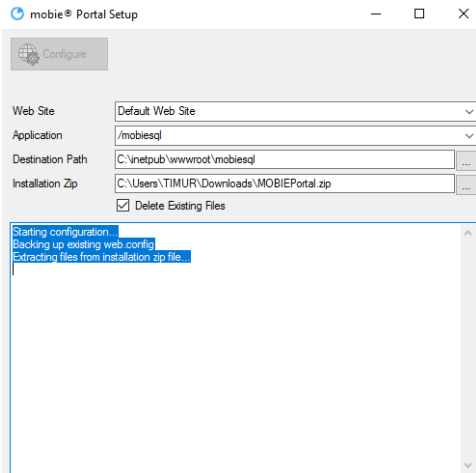 mobie® Portal Setup
Configure
Web Site Default Web Site
Application /mobiesql
Destination Path C:\inetpub\wwwroot\mobiesql ...
Installation Zip C:\Users\TIMUR\Downloads\MOBIEPortal.zip ...
Delete Existing Files
Starting configuration...
Backing up existing web.config
Extracting files from installation zip file...